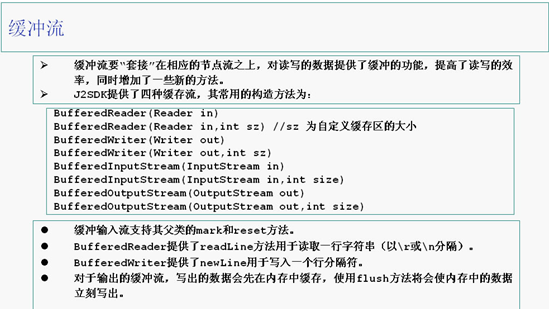 缓冲流
➢ 缓冲流要“套接”在相应的节点流之上，对读写的数据提供了缓冲的功能，提高了读写的效
率，同时增加了一些新的方法。
➢ J2SDK提供了四种缓存流，其常用的构造方法为：
BufferedReader(Reader in)
BufferedReader(Reader in,int sz) //sz 为自定义缓存区的大小
BufferedWriter(Writer out)
BufferedWriter(Writer out,int sz)
BufferedInputStream(InputStream in)
BufferedInputStream(InputStream in,int size)
BufferedOutputStream(OutputStream out)
BufferedOutputStream(OutputStream out,int size)
● 缓冲输入流支持其父类的mark和reset方法。
● BufferedReader提供了readLine方法用于读取一行字符串（以\r或\n分隔）。
● BufferedWriter提供了newLine用于写入一个行分隔符。
● 对于输出的缓冲流，写出的数据会先在内存中缓存，使用flush方法将会使内存中的数据
立刻写出。